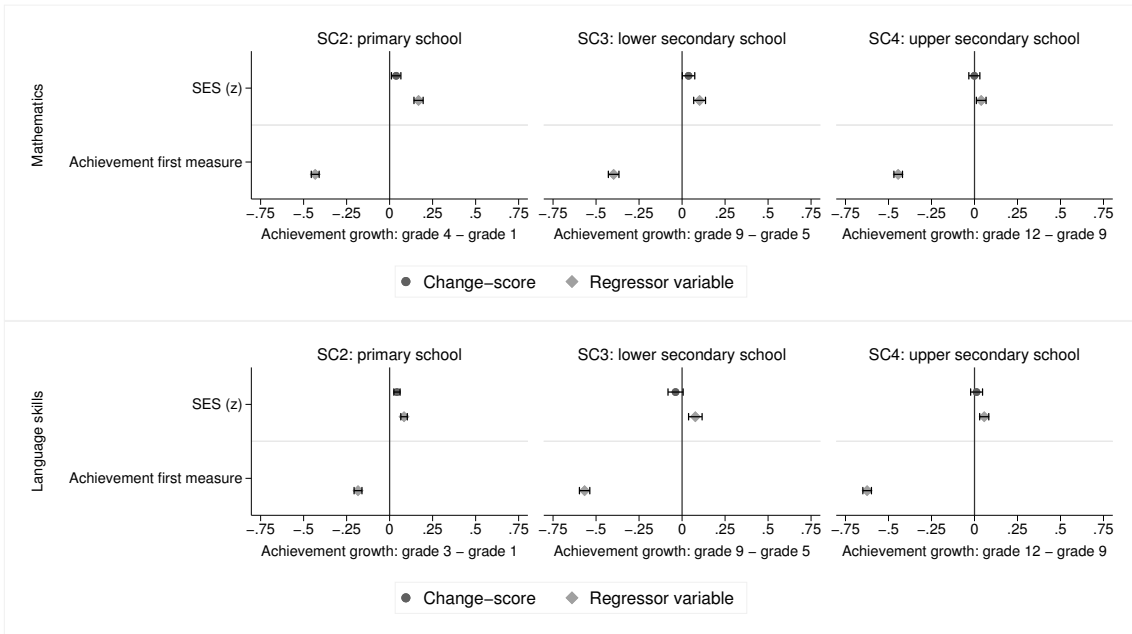 SC2: primary school
SC3: lower secondary school
SC4: upper secondary school
Mathematics
SES (z)
Achievement first measure
−.75 −.5 −.25 0 .25 .5 .75
−.75 −.5 −.25 0 .25 .5 .75
−.75 −.5 −.25 0 .25 .5 .75
Achievement growth: grade 4 − grade 1
Achievement growth: grade 9 − grade 5
Achievement growth: grade 12 − grade 9
Change−score
Regressor variable
SC2: primary school
SC3: lower secondary school
SC4: upper secondary school
Language skills
SES (z)
Achievement first measure
−.75 −.5 −.25 0 .25 .5 .75
−.75 −.5 −.25 0 .25 .5 .75
−.75 −.5 −.25 0 .25 .5 .75
Achievement growth: grade 3 − grade 1
Achievement growth: grade 9 − grade 5
Achievement growth: grade 12 − grade 9
Change−score
Regressor variable